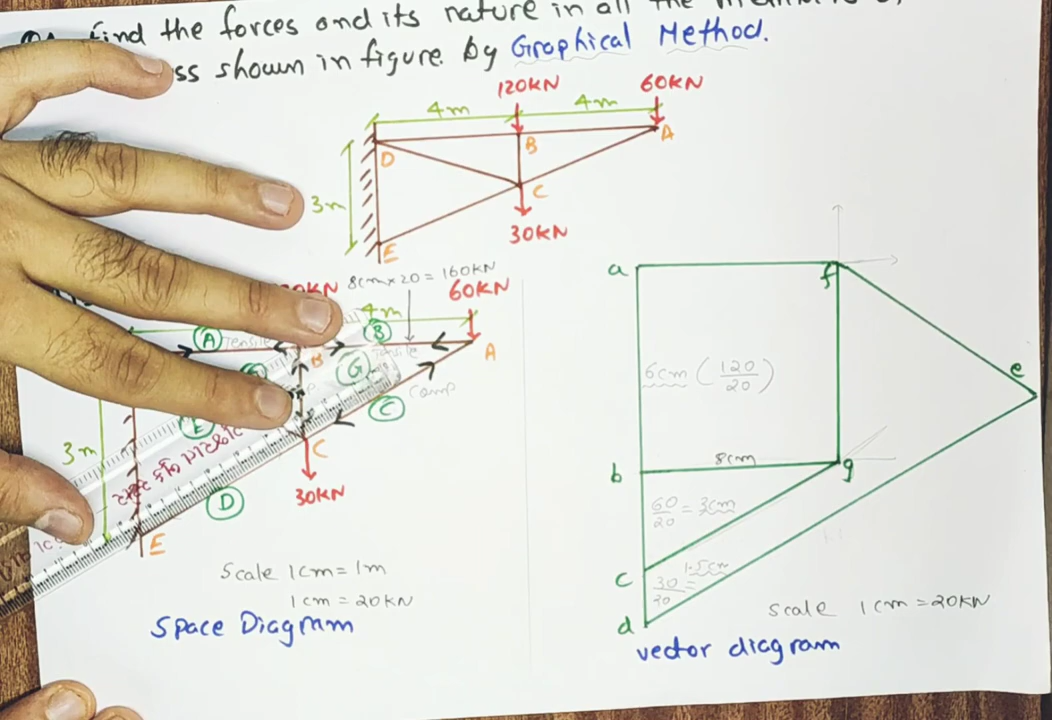 find the forces and its nature in all the
ss shown in figure by Graphical Method.
120KN 60KN
4m 4m
B A
D
C
3m
30KN
E
8cm×20 = 160KN
KN 60KN
4m
A Tensile B Tensile
B A
G
Comp
C
E
3m
C
D
30KN
E
Scale 1cm = 1m
1cm = 20KN
Space Diagram
a f
e
6cm (120/20)
b 8cm g
60/20 = 3cm
c 1.5cm
30/20 =
d
Scale 1cm = 20KN
vector diagram